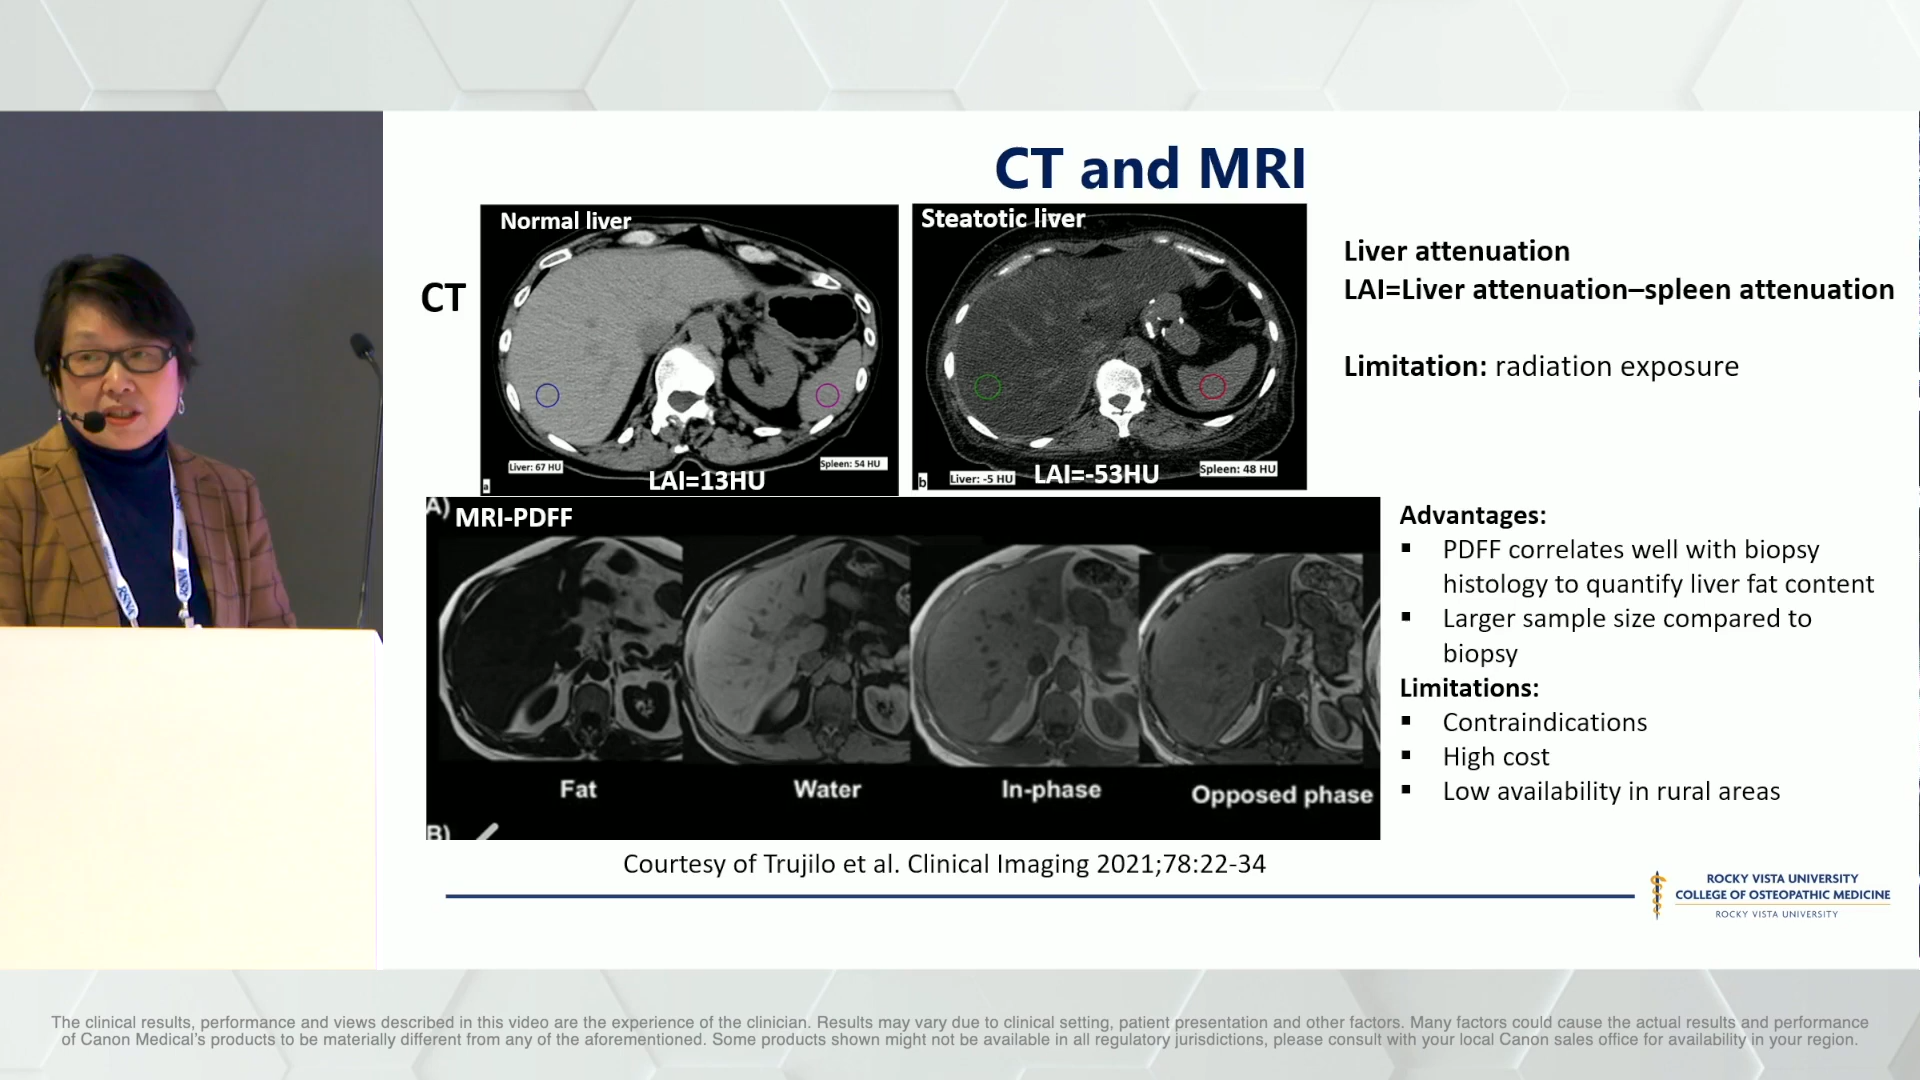 CT and MRI
Normal liver
Steatotic liver
CT
Liver: 67 HU
LAI=13HU
Spleen: 54 HU
a
b
Liver: -5 HU
LAI=-53HU
Spleen: 48 HU
Liver attenuation
LAI=Liver attenuation–spleen attenuation
Limitation: radiation exposure
A)
MRI-PDFF
Fat
Water
In-phase
Opposed phase
B)
Advantages:
▪ PDFF correlates well with biopsy
histology to quantify liver fat content
▪ Larger sample size compared to
biopsy
Limitations:
▪ Contraindications
▪ High cost
▪ Low availability in rural areas
Courtesy of Trujilo et al. Clinical Imaging 2021;78:22-34
ROCKY VISTA UNIVERSITY
COLLEGE OF OSTEOPATHIC MEDICINE
ROCKY VISTA UNIVERSITY
RSNA
RSNA
The clinical results, performance and views described in this video are the experience of the clinician. Results may vary due to clinical setting, patient presentation and other factors. Many factors could cause the actual results and performance
of Canon Medical's products to be materially different from any of the aforementioned. Some products shown might not be available in all regulatory jurisdictions, please consult with your local Canon sales office for availability in your region.